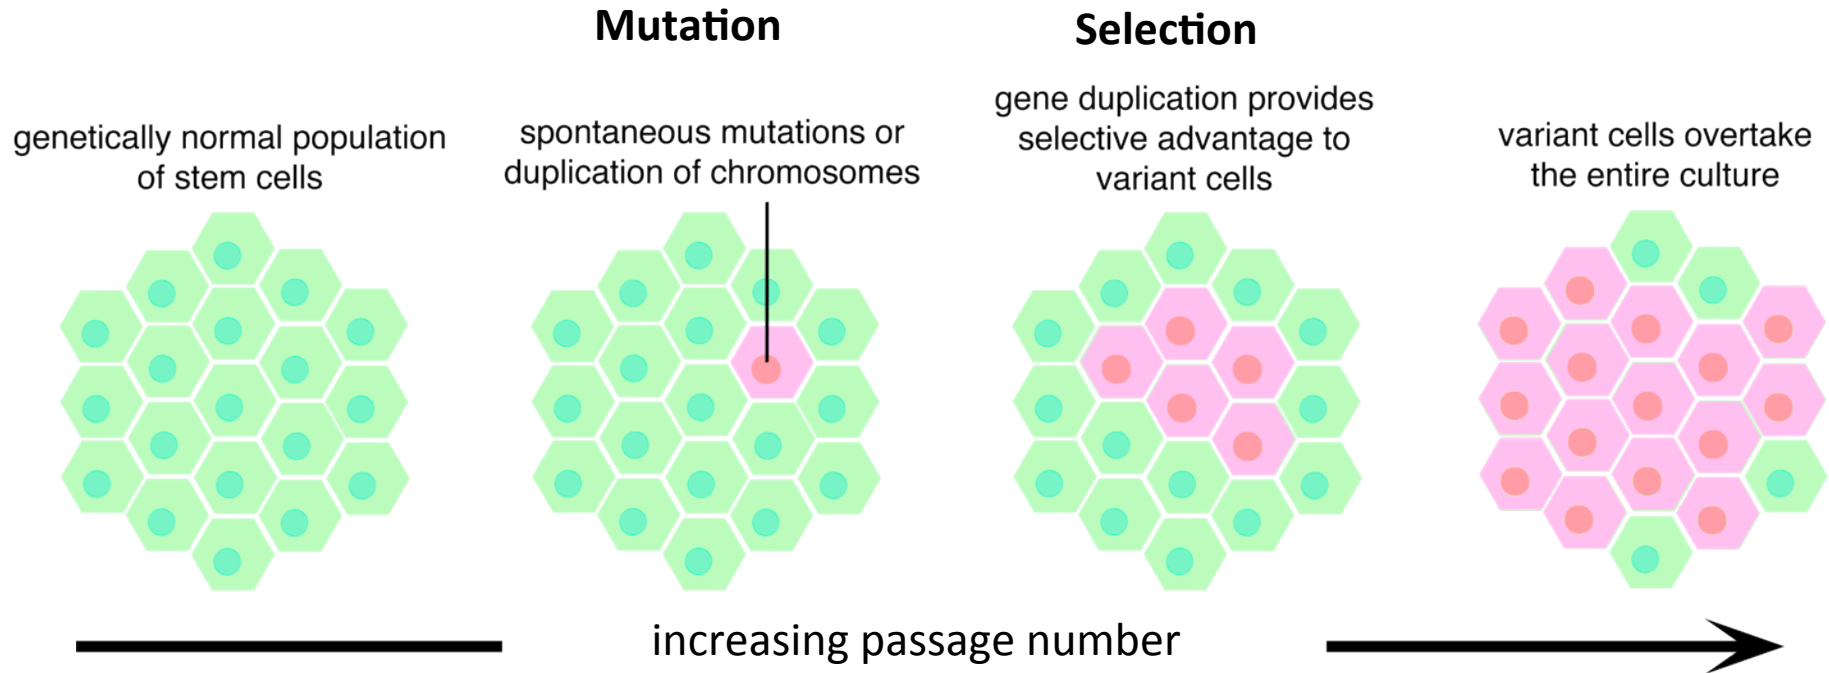 Mutation
Selection
genetically normal population
of stem cells
spontaneous mutations or
duplication of chromosomes
gene duplication provides
selective advantage to
variant cells
variant cells overtake
the entire culture
increasing passage number